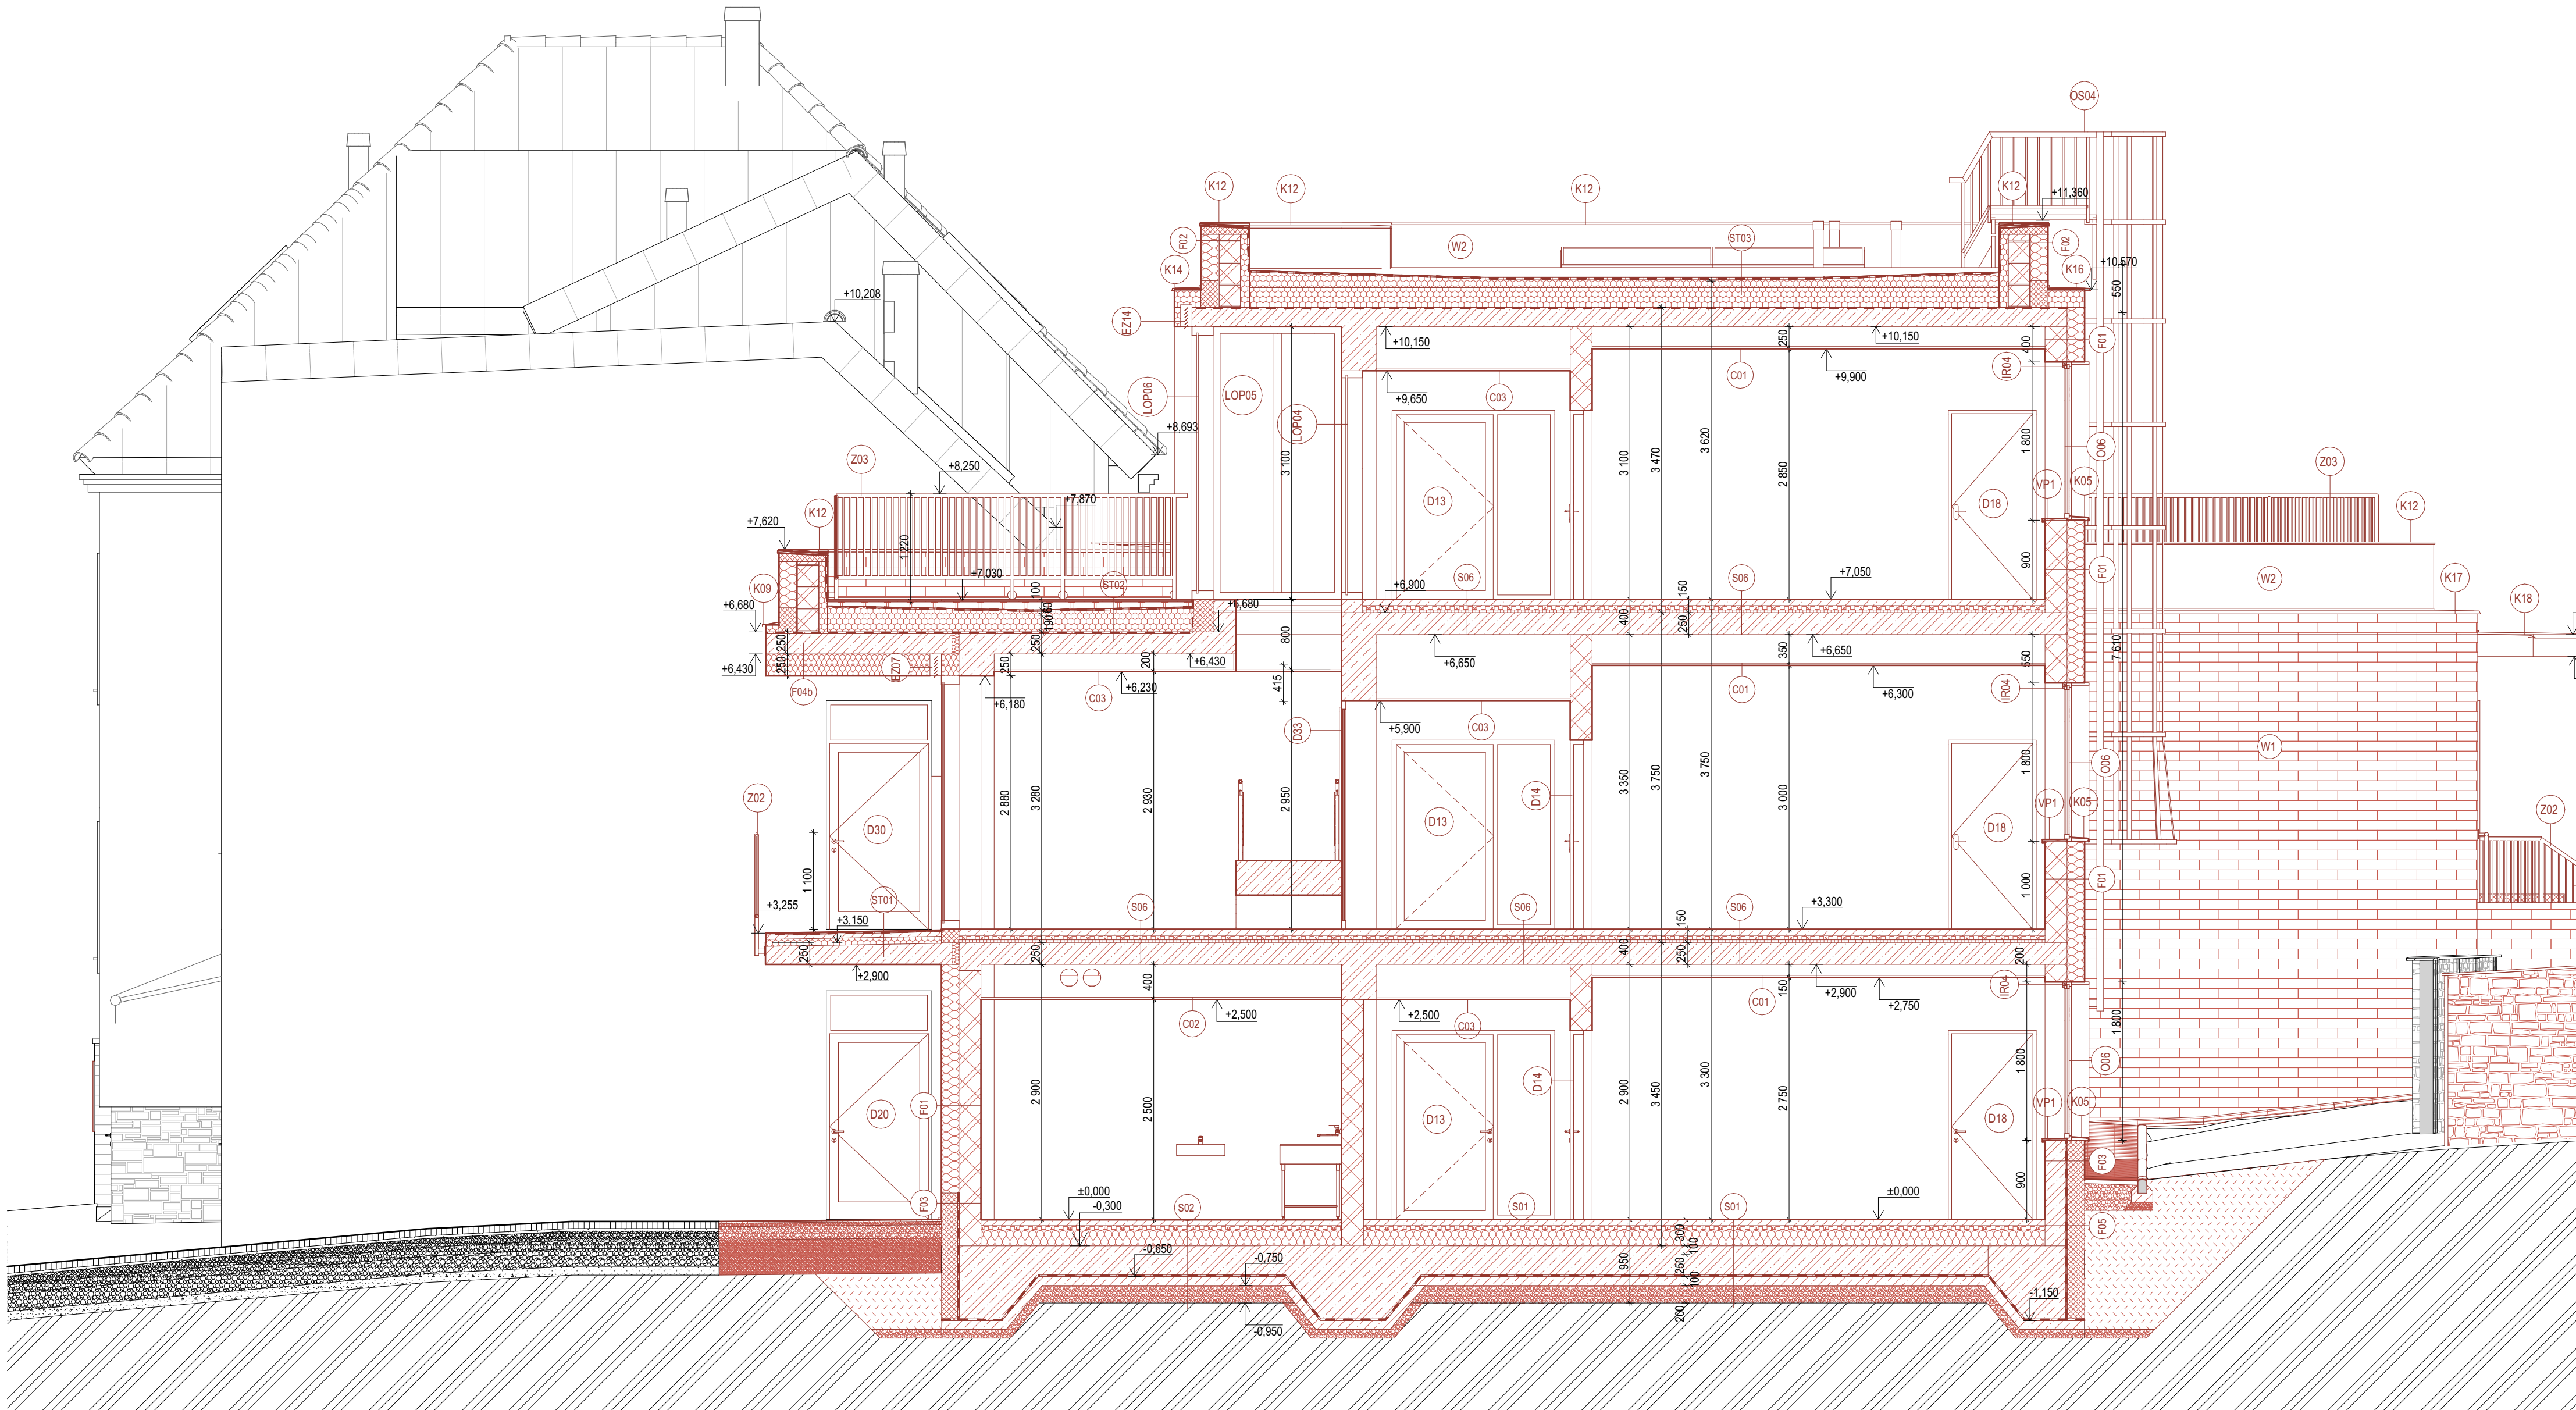 OS04
K12
K12
K12
K12
+11,360
F02
W2
ST03
F02
K14
K16
+10,570
550
EZ14
+10,208
+10,150
250
+10,150
400
F01
IR04
C01
+9,900
LOP06
LOP05
+9,650
C03
LOP04
+8,693
3 100
3 100
3 470
3 620
2 850
1 800
O06
Z03
+8,250
Z03
D13
VP1
K05
D18
+7,870
K12
+7,620
K12
1 220
900
F01
+7,030
ST02
100
+6,900
S06
S06
+7,050
W2
K17
K09
150
K18
+6,680
190
60
+6,680
400
250
250
250
800
350
550
7 610
+6,430
250
EZ07
250
200
+6,430
+6,650
+6,650
F04b
C03
+6,230
415
+6,180
C01
+6,300
IR04
D33
+5,900
C03
W1
1 800
O06
Z02
D14
2 880
3 280
2 930
2 950
3 350
3 750
3 750
3 000
VP1
K05
Z02
D30
D13
D18
1 100
F01
1 000
ST01
+3,255
+3,150
S06
S06
S06
+3,300
150
250
250
400
250
200
+2,900
400
150
+2,900
+2,750
IR04
C01
+2,500
C02
+2,500
C03
1 800
1 800
O06
D14
2 900
2 500
2 900
3 450
3 300
2 750
F01
D20
D13
VP1
K05
D18
F03
900
±0,000
-0,300
S02
F03
S01
S01
±0,000
F05
300
100
-0,650
-0,750
950
250
100
-1,150
200
-0,950